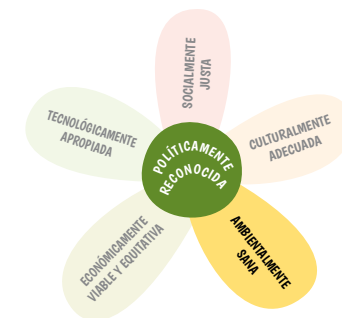 SOCIALMENTE
JUSTA
CULTURALMENTE
ADECUADA
AMBIENTALMENTE
SANA
ECONÓMICAMENTE
VIABLE Y EQUITATIVA
TECNOLÓGICAMENTE
APROPIADA
POLÍTICAMENTE
RECONOCIDA